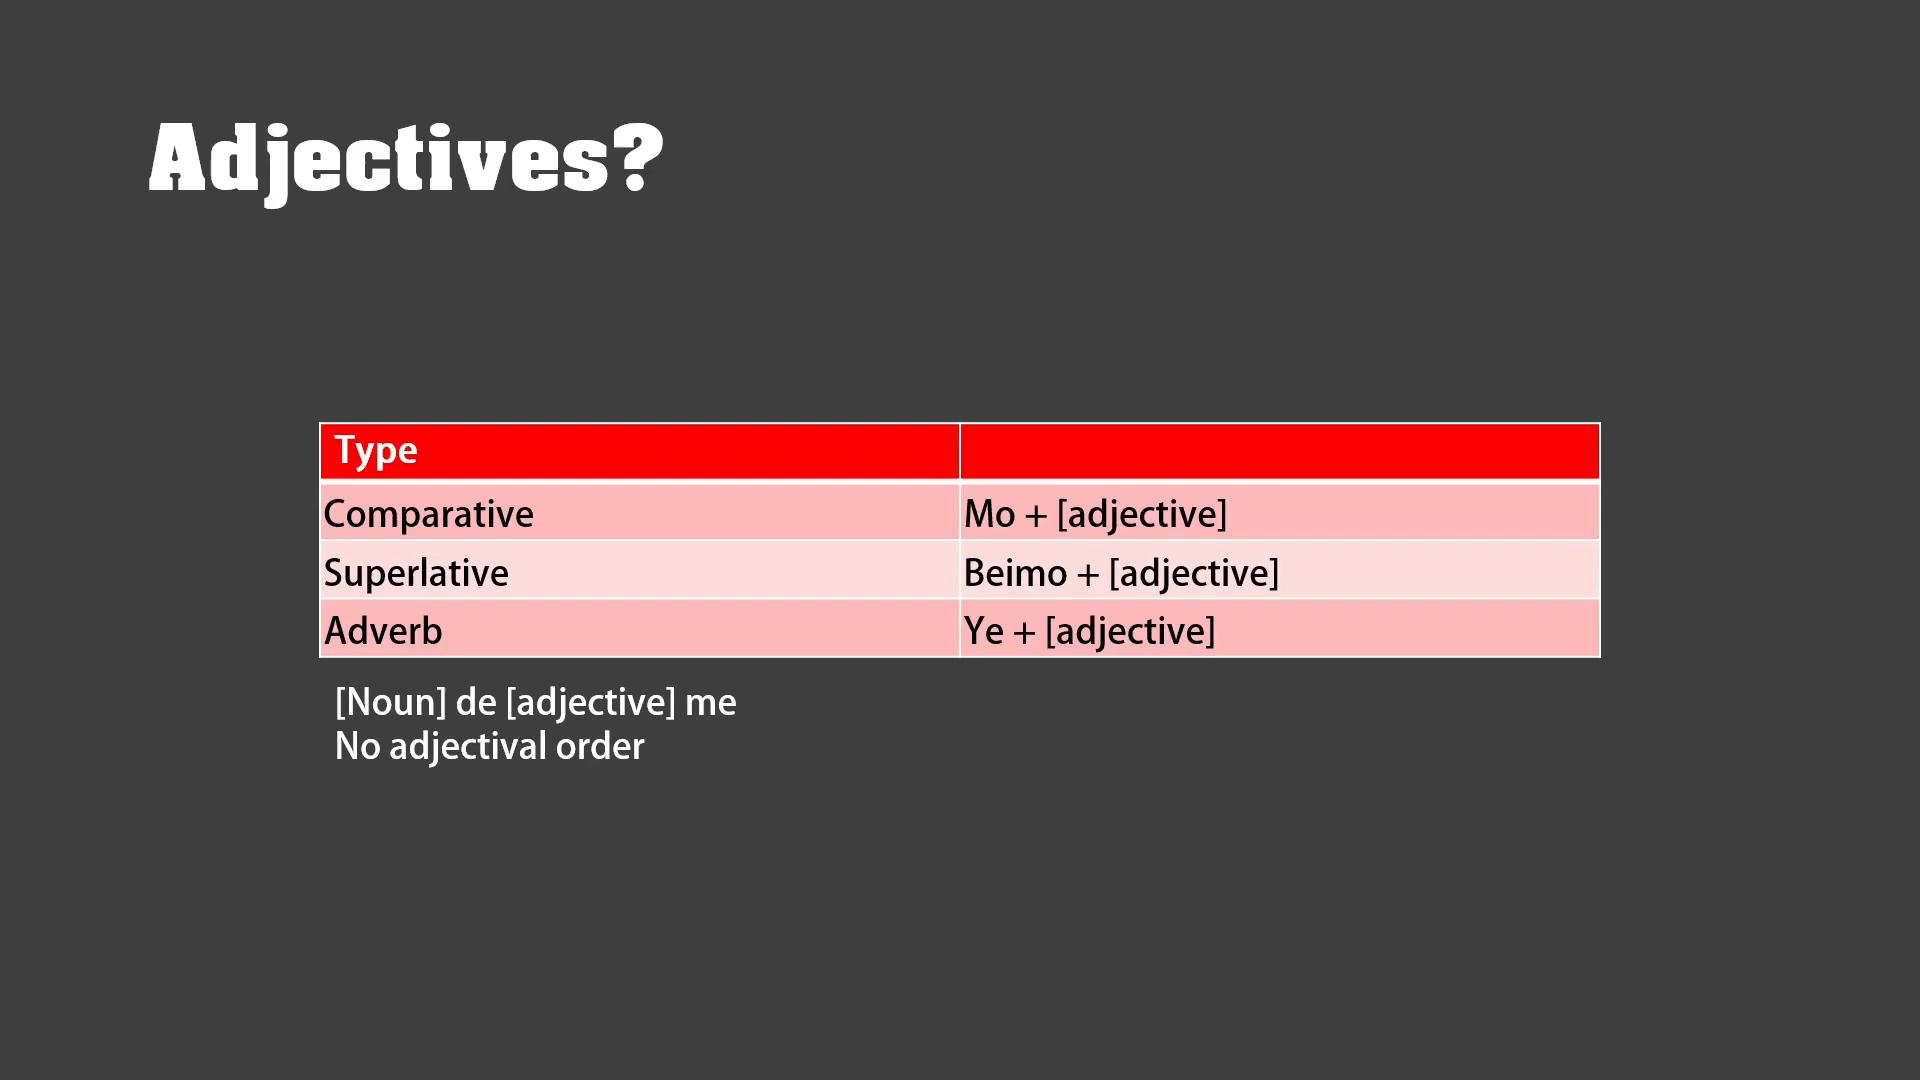 Adjectives?
Type
Comparative Mo + [adjective]
Superlative Beimo + [adjective]
Adverb Ye + [adjective]
[Noun] de [adjective] me
No adjectival order